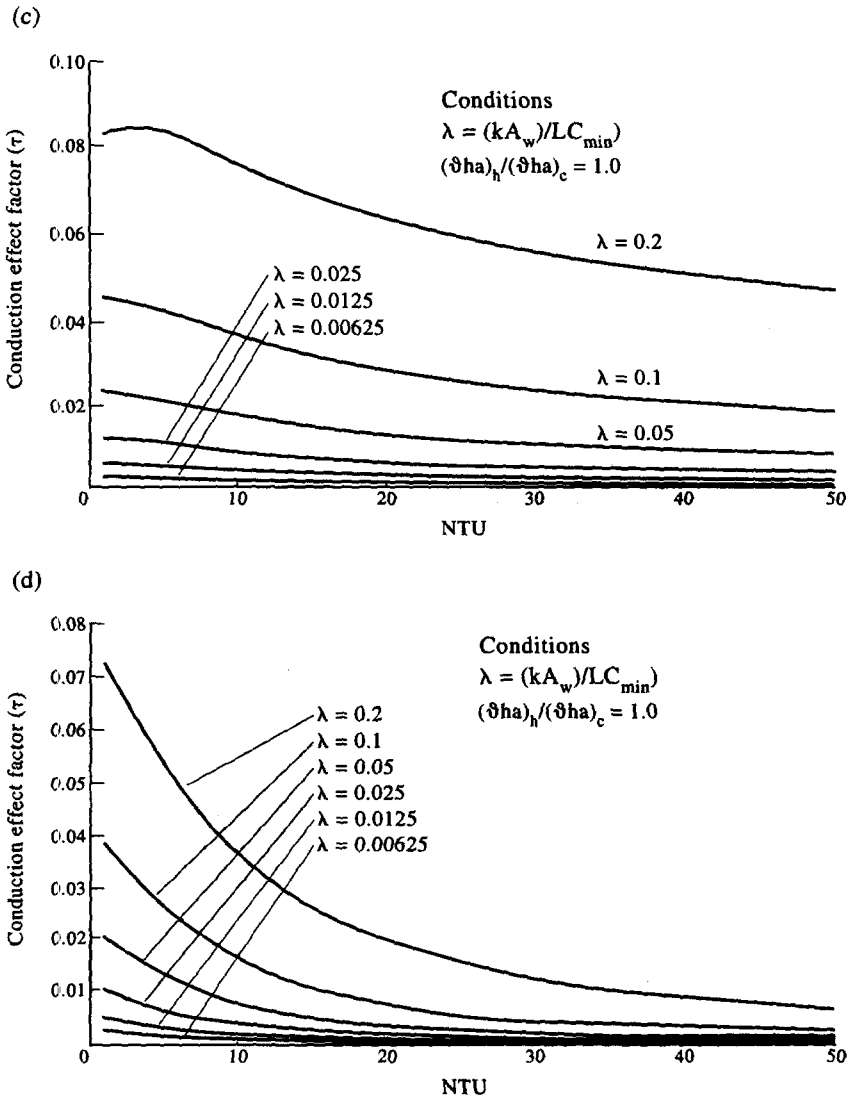 (c)
0.10
0.08
0.06
0.04
0.02
Conduction effect factor (τ)
Conditions
λ = (kA_w)/LC_min)
(ϑha)_h/(ϑha)_c = 1.0
λ = 0.2
λ = 0.025
λ = 0.0125
λ = 0.00625
λ = 0.1
λ = 0.05
0 10 20 30 40 50
NTU
(d)
0.08
0.07
0.06
0.05
0.04
0.03
0.02
0.01
Conduction effect factor (τ)
Conditions
λ = (kA_w)/LC_min)
(ϑha)_h/(ϑha)_c = 1.0
λ = 0.2
λ = 0.1
λ = 0.05
λ = 0.025
λ = 0.0125
λ = 0.00625
0 10 20 30 40 50
NTU